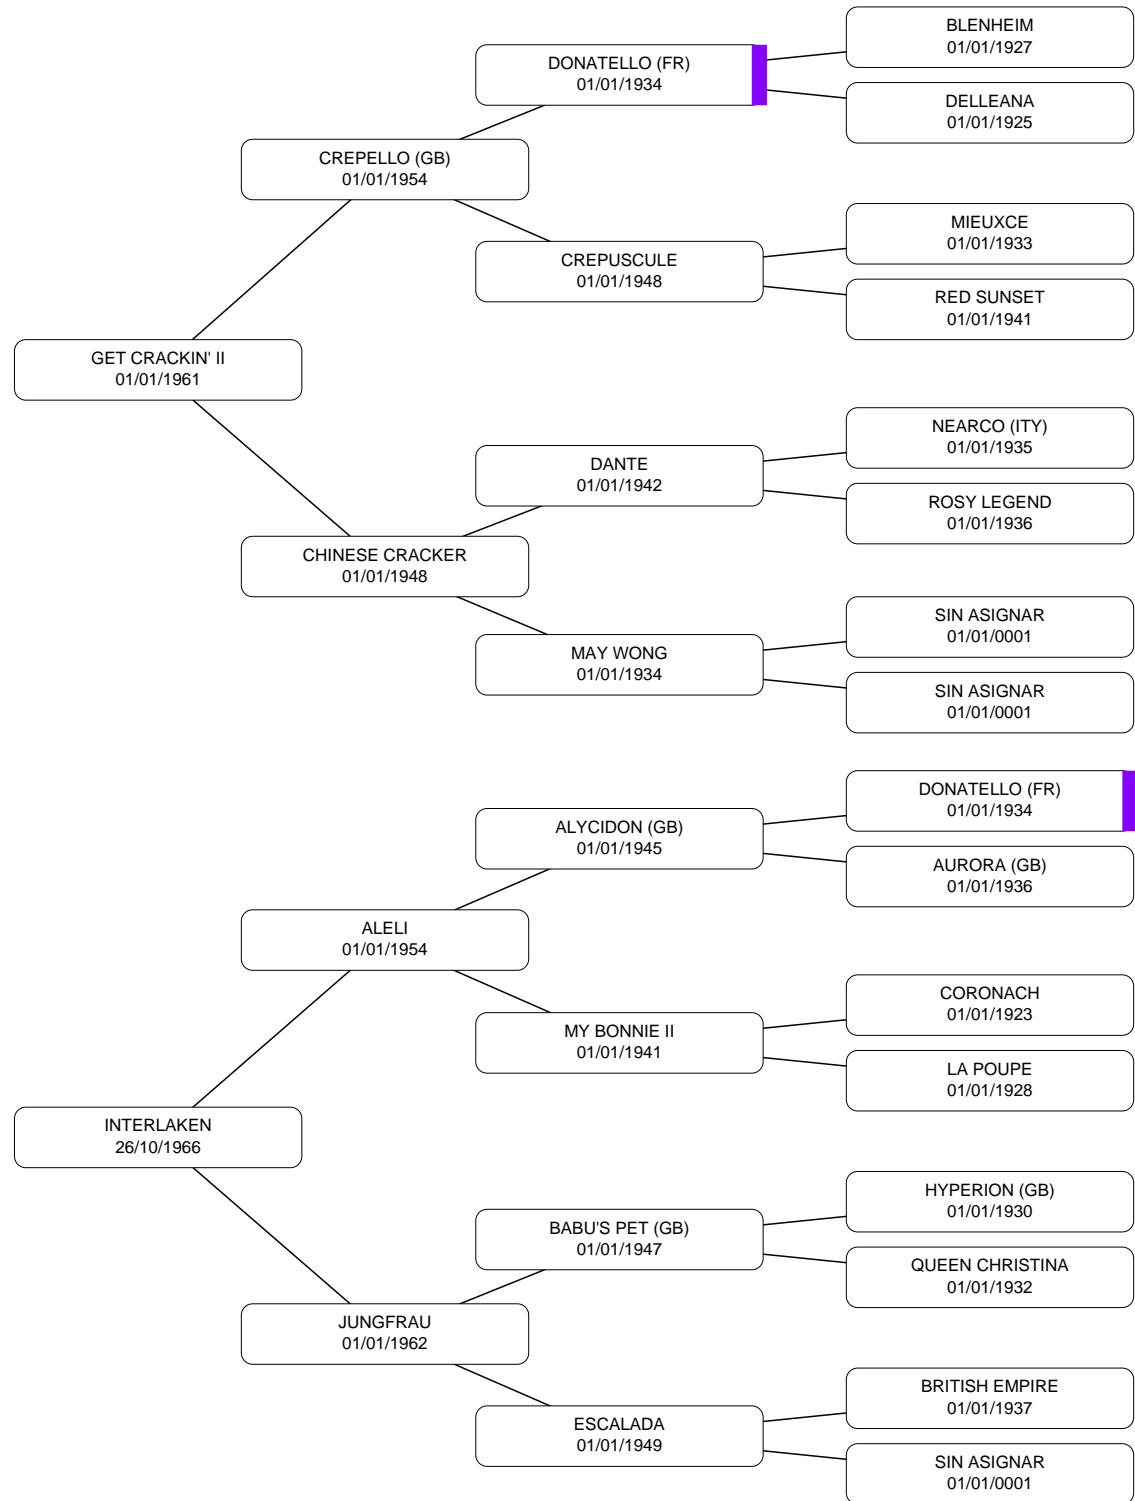 BLENHEIM
01/01/1927
DONATELLO (FR)
01/01/1934
DELLEANA
01/01/1925
CREPELLO (GB)
01/01/1954
MIEUXCE
01/01/1933
CREPUSCULE
01/01/1948
RED SUNSET
01/01/1941
GET CRACKIN' II
01/01/1961
NEARCO (ITY)
01/01/1935
DANTE
01/01/1942
ROSY LEGEND
01/01/1936
CHINESE CRACKER
01/01/1948
SIN ASIGNAR
01/01/0001
MAY WONG
01/01/1934
SIN ASIGNAR
01/01/0001
DONATELLO (FR)
01/01/1934
ALYCIDON (GB)
01/01/1945
AURORA (GB)
01/01/1936
ALELI
01/01/1954
CORONACH
01/01/1923
MY BONNIE II
01/01/1941
LA POUPE
01/01/1928
INTERLAKEN
26/10/1966
HYPERION (GB)
01/01/1930
BABU'S PET (GB)
01/01/1947
QUEEN CHRISTINA
01/01/1932
JUNGFRAU
01/01/1962
BRITISH EMPIRE
01/01/1937
ESCALADA
01/01/1949
SIN ASIGNAR
01/01/0001